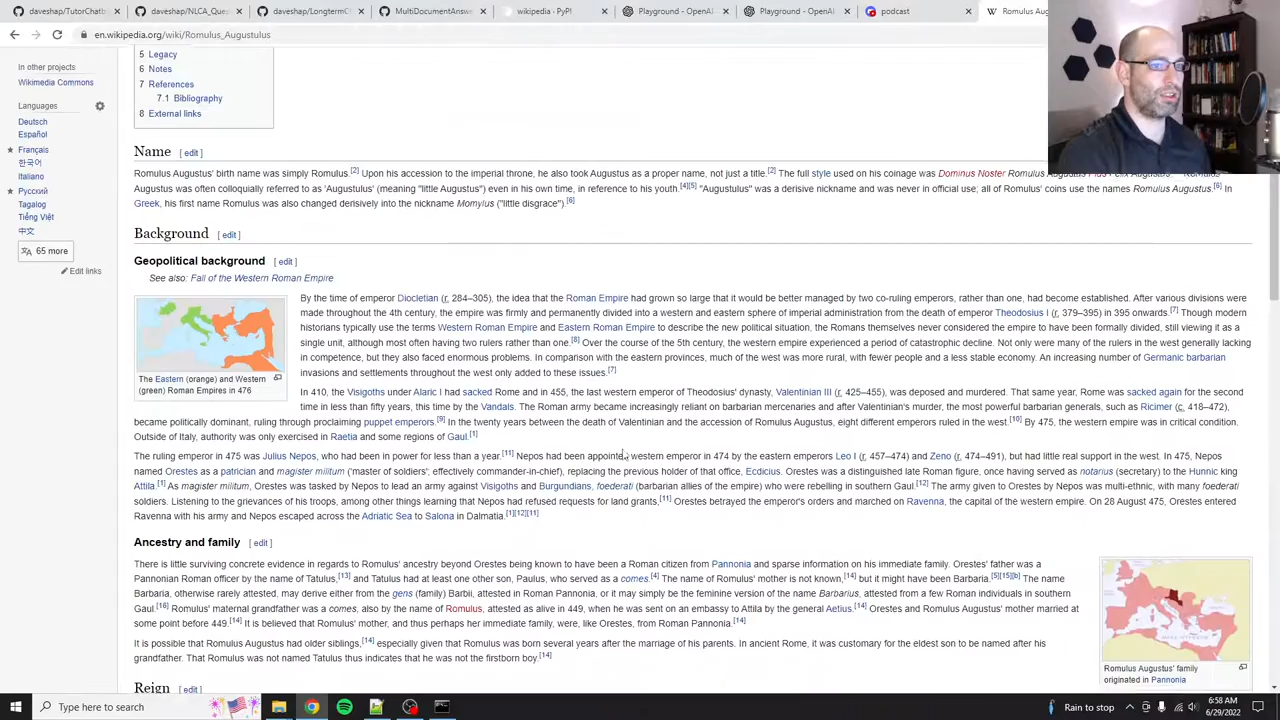 daveshap/TutorChatb
daveshap/NLCA_Ques
daveshap/LongtermC
MultiDocumentAnswe
wikipedia · PyPI
Playground - OpenAI
Playground - OpenAI
podcast
Romulus Aug
en.wikipedia.org/wiki/Romulus_Augustulus
In other projects
Wikimedia Commons
Languages
Deutsch
Español
Français
한국어
Italiano
Русский
Tagalog
Tiếng Việt
中文
65 more
Edit links
5 Legacy
6 Notes
7 References
7.1 Bibliography
8 External links
Name [ edit ]
Romulus Augustus' birth name was simply Romulus.[2] Upon his accession to the imperial throne, he also took Augustus as a proper name, not just a title.[2] The full style used on his coinage was Dominus Noster Romulus Augustus Pius Felix Augustus.
Augustus was often colloquially referred to as 'Augustulus' (meaning "little Augustus") even in his own time, in reference to his youth.[4][5] "Augustulus" was a derisive nickname and was never in official use; all of Romulus' coins use the names Romulus Augustus.[6] In
Greek, his first name Romulus was also changed derisively into the nickname Momylus ("little disgrace").[6]
Background [ edit ]
Geopolitical background [ edit ]
See also: Fall of the Western Roman Empire
The Eastern (orange) and Western
(green) Roman Empires in 476
By the time of emperor Diocletian (r. 284–305), the idea that the Roman Empire had grown so large that it would be better managed by two co-ruling emperors, rather than one, had become established. After various divisions were
made throughout the 4th century, the empire was firmly and permanently divided into a western and eastern sphere of imperial administration from the death of emperor Theodosius I (r. 379–395) in 395 onwards.[7] Though modern
historians typically use the terms Western Roman Empire and Eastern Roman Empire to describe the new political situation, the Romans themselves never considered the empire to have been formally divided, still viewing it as a
single unit, although most often having two rulers rather than one.[8] Over the course of the 5th century, the western empire experienced a period of catastrophic decline. Not only were many of the rulers in the west generally lacking
in competence, but they also faced enormous problems. In comparison with the eastern provinces, much of the west was more rural, with fewer people and a less stable economy. An increasing number of Germanic barbarian
invasions and settlements throughout the west only added to these issues.[7]
In 410, the Visigoths under Alaric I had sacked Rome and in 455, the last western emperor of Theodosius' dynasty, Valentinian III (r. 425–455), was deposed and murdered. That same year, Rome was sacked again for the second
time in less than fifty years, this time by the Vandals. The Roman army became increasingly reliant on barbarian mercenaries and after Valentinian's murder, the most powerful barbarian generals, such as Ricimer (c. 418–472),
became politically dominant, ruling through proclaiming puppet emperors.[9] In the twenty years between the death of Valentinian and the accession of Romulus Augustus, eight different emperors ruled in the west.[10] By 475, the western empire was in critical condition.
Outside of Italy, authority was only exercised in Raetia and some regions of Gaul.[1]
The ruling emperor in 475 was Julius Nepos, who had been in power for less than a year.[11] Nepos had been appointed western emperor in 474 by the eastern emperors Leo I (r. 457–474) and Zeno (r. 474–491), but had little real support in the west. In 475, Nepos
named Orestes as a patrician and magister militum ('master of soldiers'; effectively commander-in-chief), replacing the previous holder of that office, Ecdicius. Orestes was a distinguished late Roman figure, once having served as notarius (secretary) to the Hunnic king
Attila.[1] As magister militum, Orestes was tasked by Nepos to lead an army against Visigoths and Burgundians, foederati (barbarian allies of the empire) who were rebelling in southern Gaul.[12] The army given to Orestes by Nepos was multi-ethnic, with many foederati
soldiers. Listening to the grievances of his troops, among other things learning that Nepos had refused requests for land grants,[11] Orestes betrayed the emperor's orders and marched on Ravenna, the capital of the western empire. On 28 August 475, Orestes entered
Ravenna with his army and Nepos escaped across the Adriatic Sea to Salona in Dalmatia.[1][12][11]
Ancestry and family [ edit ]
There is little surviving concrete evidence in regards to Romulus' ancestry beyond Orestes being known to have been a Roman citizen from Pannonia and sparse information on his immediate family. Orestes' father was a
Pannonian Roman officer by the name of Tatulus,[13] and Tatulus had at least one other son, Paulus, who served as a comes.[4] The name of Romulus' mother is not known,[14] but it might have been Barbaria.[5][15][b] The name
Barbaria, otherwise rarely attested, may derive either from the gens (family) Barbii, attested in Roman Pannonia, or it may simply be the feminine version of the name Barbarius, attested from a few Roman individuals in southern
Gaul.[16] Romulus' maternal grandfather was a comes, also by the name of Romulus, attested as alive in 449, when he was sent on an embassy to Attila by the general Aetius.[14] Orestes and Romulus Augustus' mother married at
some point before 449.[14] It is believed that Romulus' mother, and thus perhaps her immediate family, were, like Orestes, from Roman Pannonia.[14]
It is possible that Romulus Augustus had older siblings,[14] especially given that Romulus was born several years after the marriage of his parents. In ancient Rome, it was customary for the eldest son to be named after his
grandfather. That Romulus was not named Tatulus thus indicates that he was not the firstborn boy.[14]
Romulus Augustus' family
originated in Pannonia
Reign [ edit ]
Type here to search
Rain to stop
6:58 AM
6/29/2022